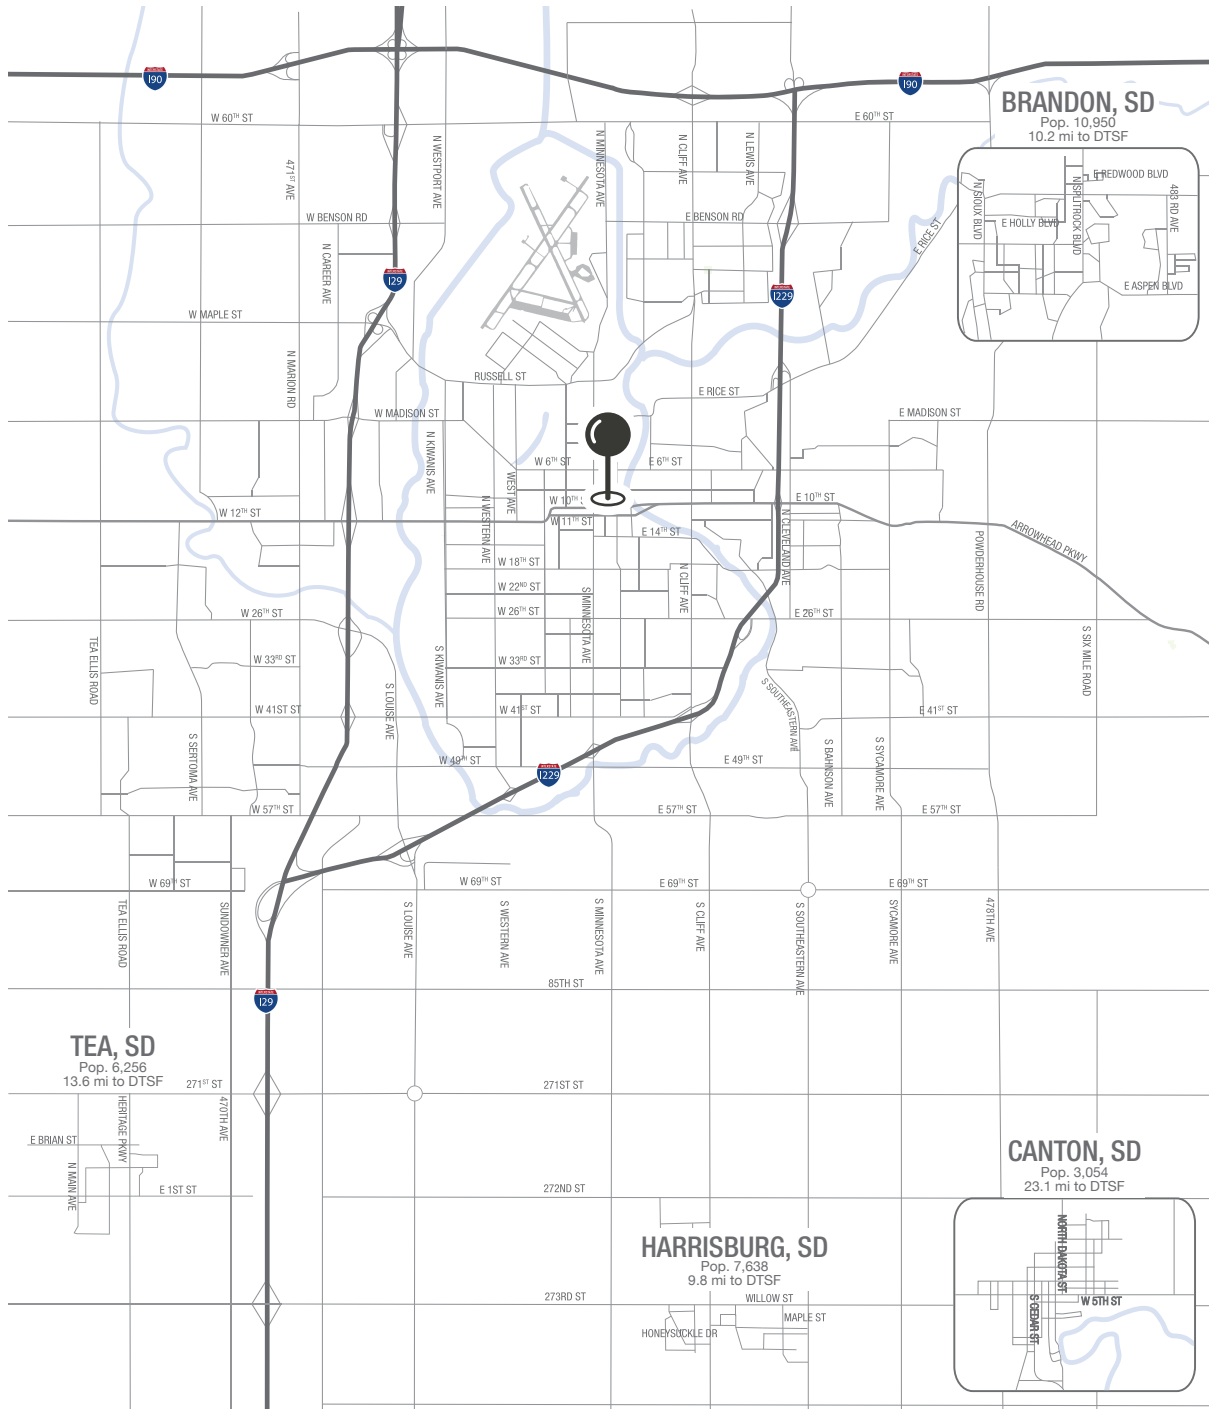 I90
I90
BRANDON, SD
Pop. 10,950
10.2 mi to DTSF
W 60TH ST
E 60TH ST
471ST AVE
N WESTPORT AVE
N MINNESOTA AVE
N CLIFF AVE
N LEWIS AVE
E REDWOOD BLVD
N SIOUX BLVD
N SPLITROCK BLVD
483 RD AVE
E HOLLY BLVD
E ASPEN BLVD
W BENSON RD
E BENSON RD
E RICE ST
N CAREER AVE
I29
I229
W MAPLE ST
N MARION RD
RUSSELL ST
E RICE ST
W MADISON ST
E MADISON ST
N KIWANIS AVE
W 6TH ST
E 6TH ST
WEST AVE
N WESTERN AVE
W 10TH S
E 10TH ST
W 12TH ST
W 11TH ST
E 14TH ST
N CLEVELAND AVE
ARROWHEAD PKWY
POWDERHOUSE RD
W 18TH ST
N CLIFF AVE
W 22ND ST
S MINNESOTA AVE
W 26TH ST
W 26TH ST
E 26TH ST
TEA ELLIS ROAD
S SIX MILE ROAD
W 33RD ST
W 33RD ST
S KIWANIS AVE
S LOUISE AVE
S SOUTHEASTERN AVE
W 41ST ST
W 41ST ST
E 41ST ST
S SERTOMA AVE
S BAHNSON AVE
S SYCAMORE AVE
W 49TH ST
E 49TH ST
I229
W 57TH ST
E 57TH ST
E 57TH ST
W 69TH ST
W 69TH ST
E 69TH ST
E 69TH ST
TEA ELLIS ROAD
SUNDOWNER AVE
S LOUISE AVE
S WESTERN AVE
S MINNESOTA AVE
S CLIFF AVE
S SOUTHEASTERN AVE
SYCAMORE AVE
478TH AVE
85TH ST
I29
TEA, SD
Pop. 6,256
13.6 mi to DTSF
271ST ST
271ST ST
HERITAGE PKWY
470TH AVE
E BRIAN ST
N MAIN AVE
E 1ST ST
272ND ST
CANTON, SD
Pop. 3,054
23.1 mi to DTSF
NORTH DAKOTA ST
W 5TH ST
S CEDAR ST
HARRISBURG, SD
Pop. 7,638
9.8 mi to DTSF
273RD ST
WILLOW ST
MAPLE ST
HONEYSUCKLE DR